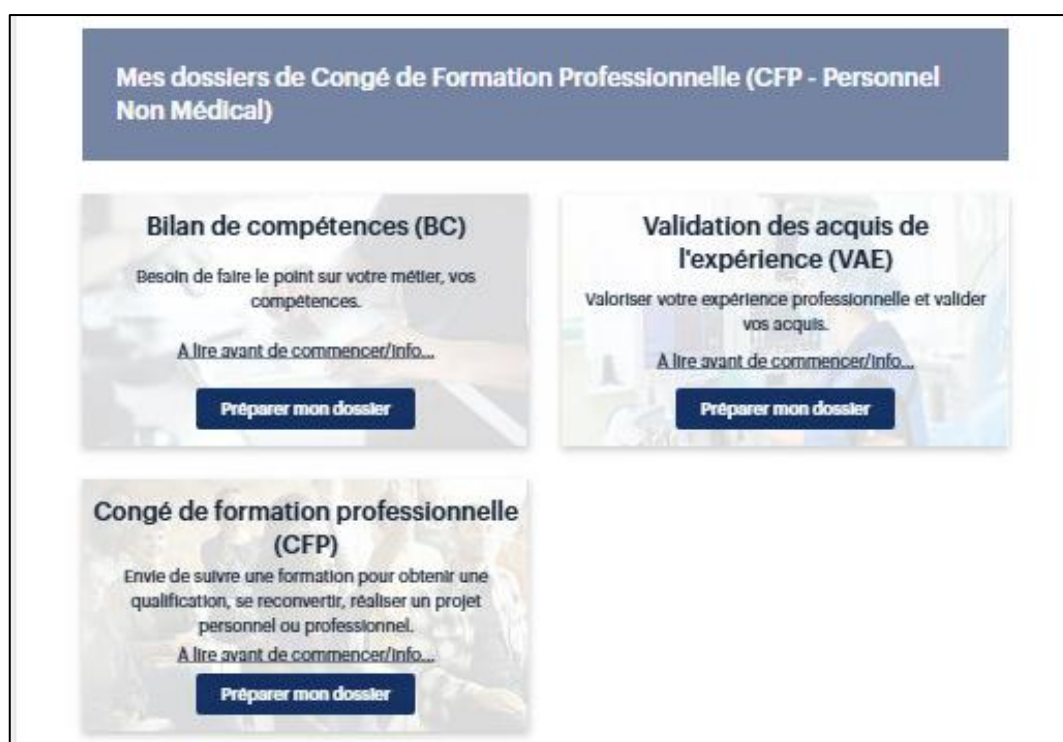 Mes dossiers de Congé de Formation Professionnelle (CFP - Personnel
Non Médical)
Bilan de compétences (BC)
Besoin de faire le point sur votre métier, vos
compétences.
A lire avant de commencer/info...
Préparer mon dossier
Validation des acquis de
l'expérience (VAE)
Valoriser votre expérience professionnelle et valider
vos acquis.
A lire avant de commencer/info...
Préparer mon dossier
Congé de formation professionnelle
(CFP)
Envie de suivre une formation pour obtenir une
qualification, se reconvertir, réaliser un projet
personnel ou professionnel.
A lire avant de commencer/info...
Préparer mon dossier